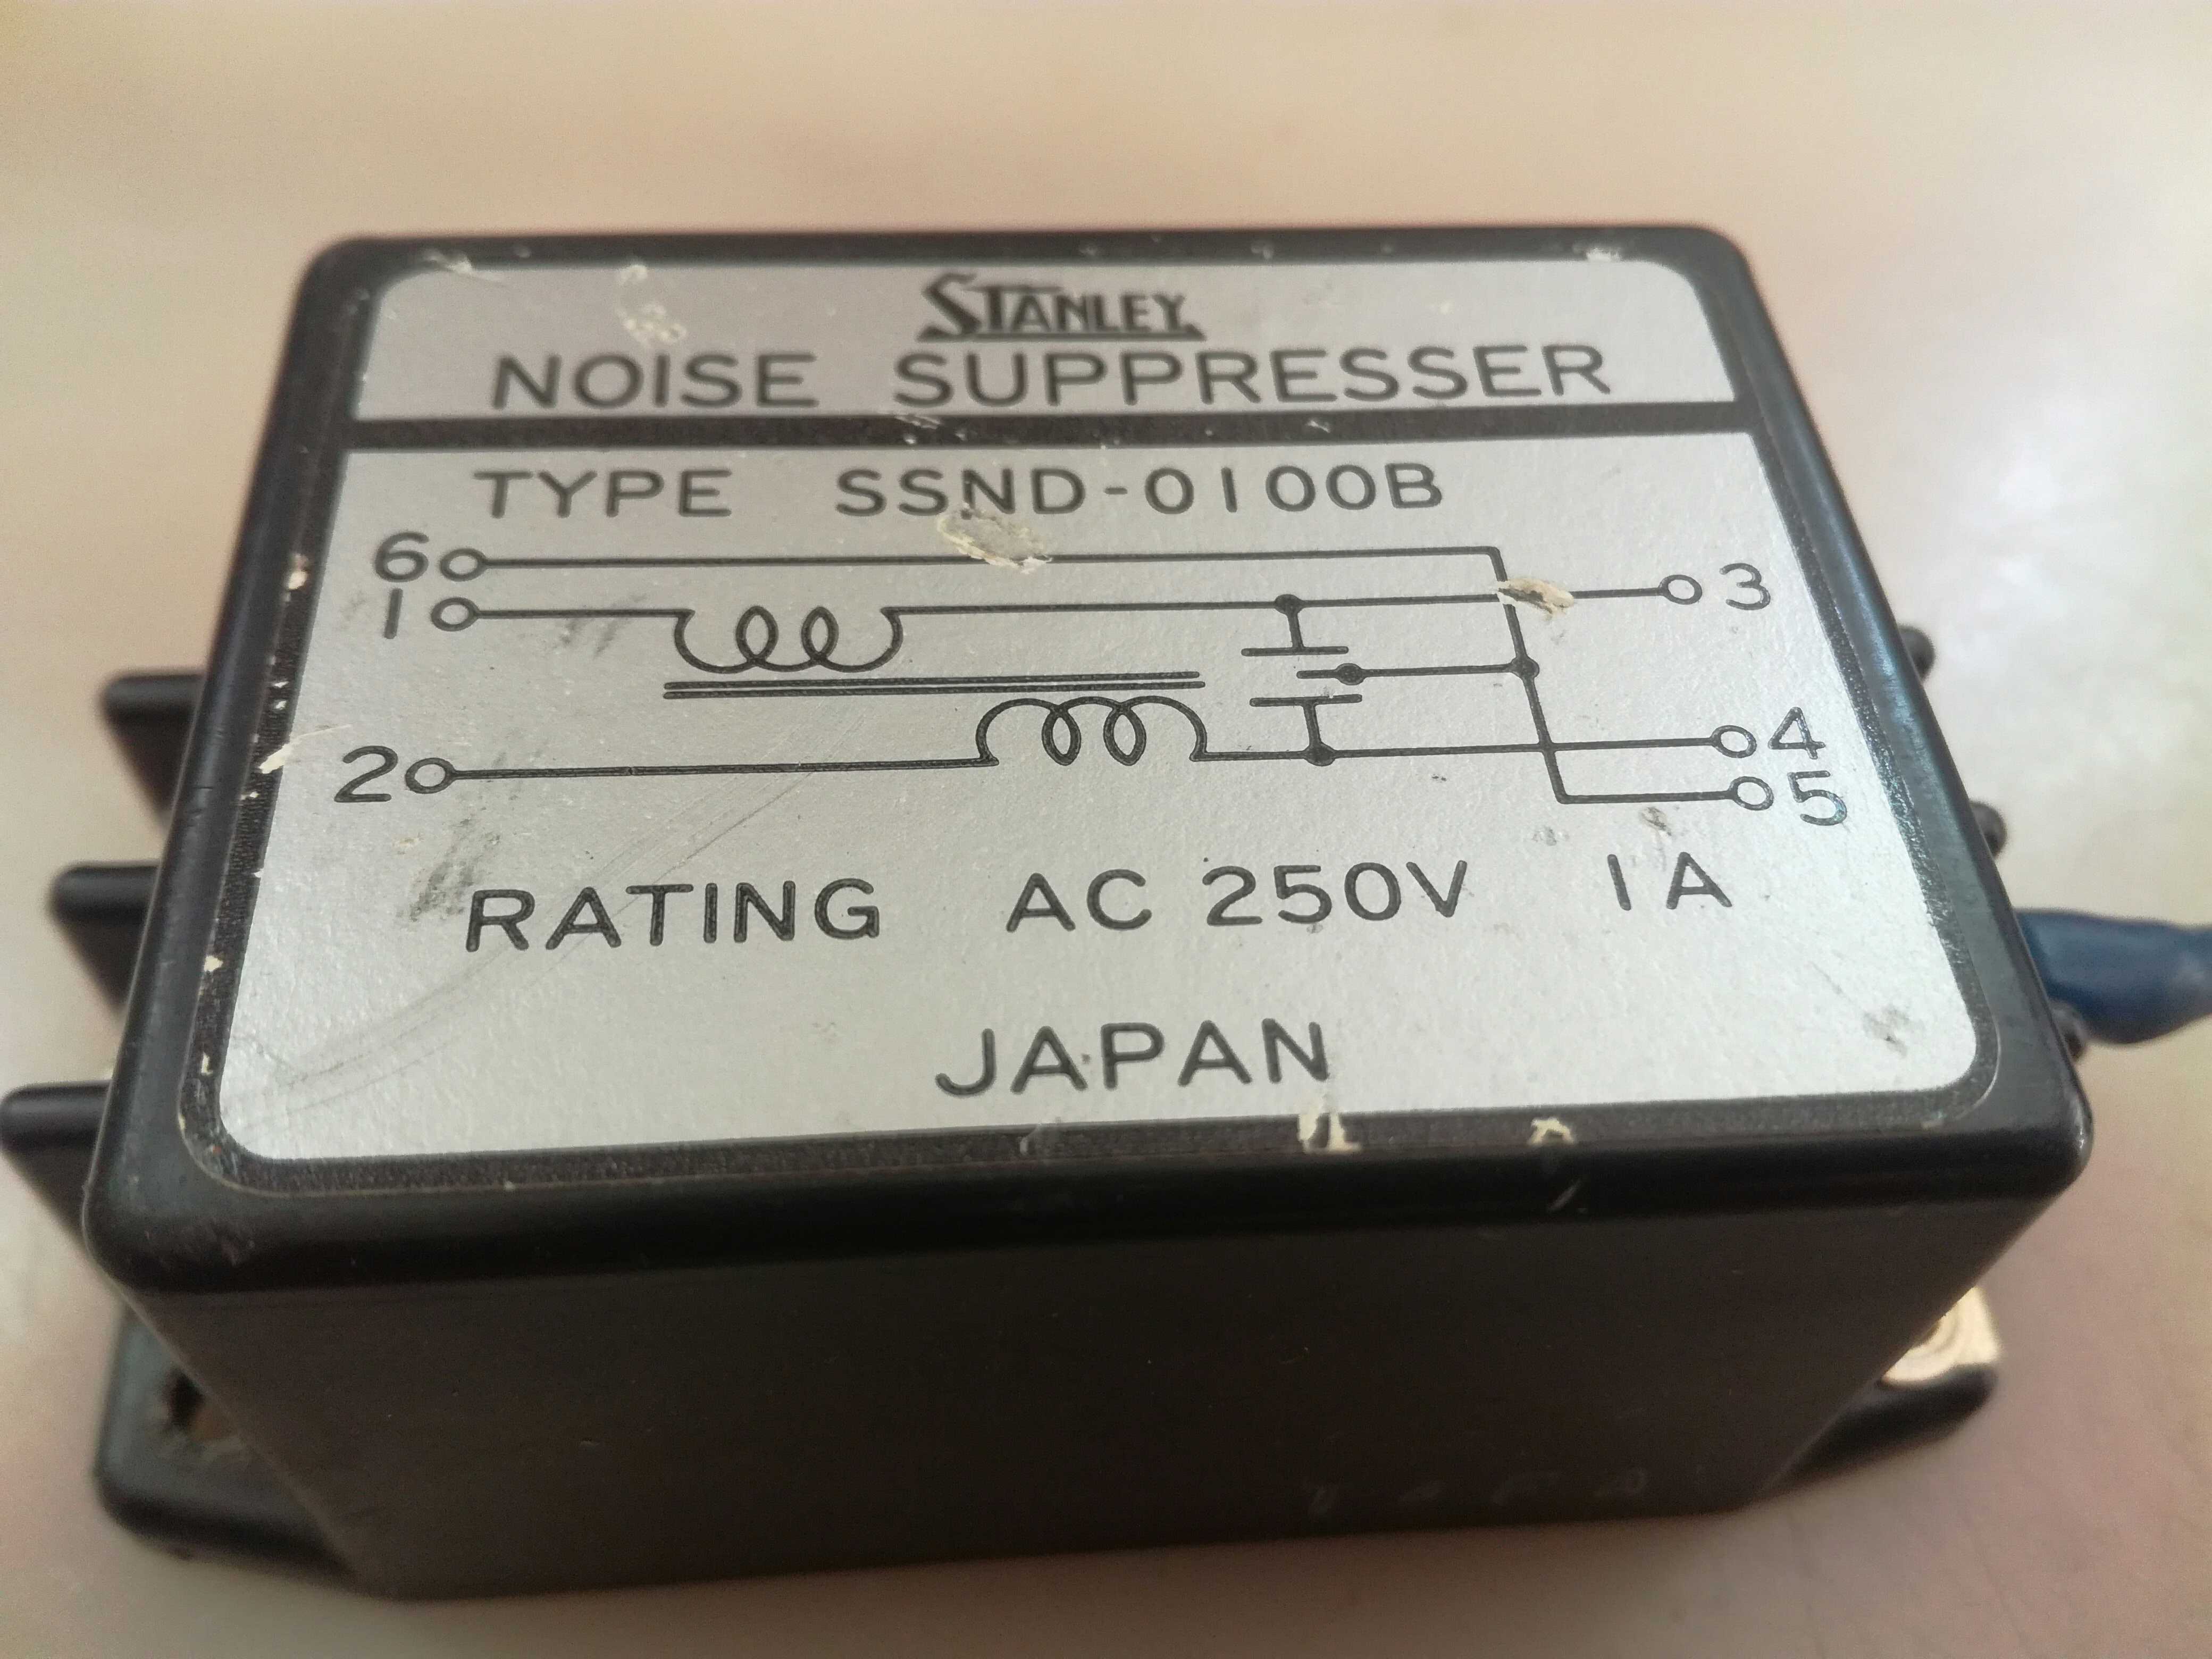 STANLEY
NOISE SUPPRESSER
TYPE SSND-0100B
6
1
3
2
4
5
RATING AC 250V 1A
JAPAN